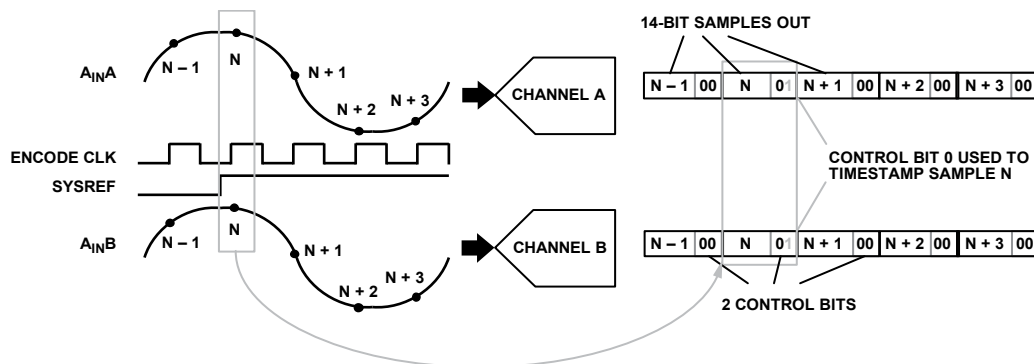 14-BIT SAMPLES OUT
AINA
N – 1
N
N + 1
N + 2
N + 3
CHANNEL A
N – 1 00 N 01 N + 1 00 N + 2 00 N + 3 00
ENCODE CLK
SYSREF
CONTROL BIT 0 USED TO
TIMESTAMP SAMPLE N
AINB
N – 1
N
N + 1
N + 2
N + 3
CHANNEL B
N – 1 00 N 01 N + 1 00 N + 2 00 N + 3 00
2 CONTROL BITS